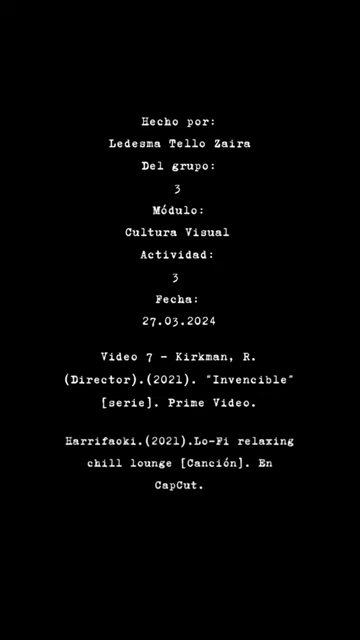 Hecho por:
Ledesma Tello Zaira
Del grupo:
3
Módulo:
Cultura Visual
Actividad:
3
Fecha:
27.03.2024
Video 7 - Kirkman, R.
(Director).(2021). "Invencible"
[serie]. Prime Video.
Harrifaoki.(2021).Lo-Fi relaxing
chill lounge [Canción]. En
CapCut.